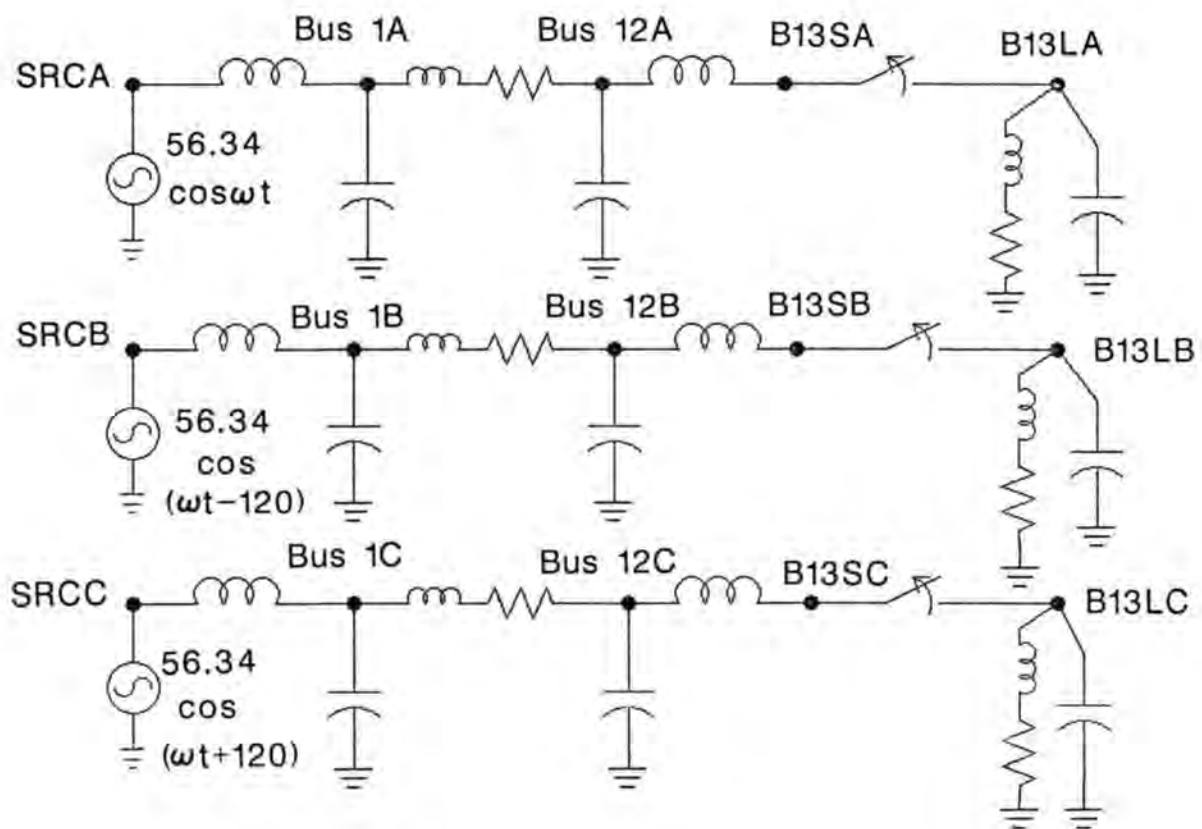 Bus 1A
Bus 12A
B13SA
B13LA
SRCA
56.34
cosωt
Bus 1B
Bus 12B
B13SB
B13LB
SRCB
56.34
cos
(ωt-120)
Bus 1C
Bus 12C
B13SC
B13LC
SRCC
56.34
cos
(ωt+120)